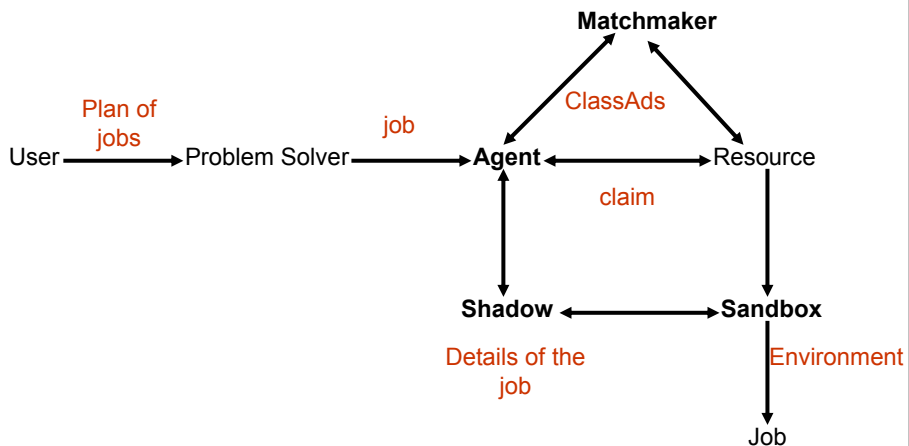 Matchmaker
ClassAds
Plan of
jobs
job
User
Problem Solver
Agent
Resource
claim
Shadow
Sandbox
Details of the
job
Environment
Job